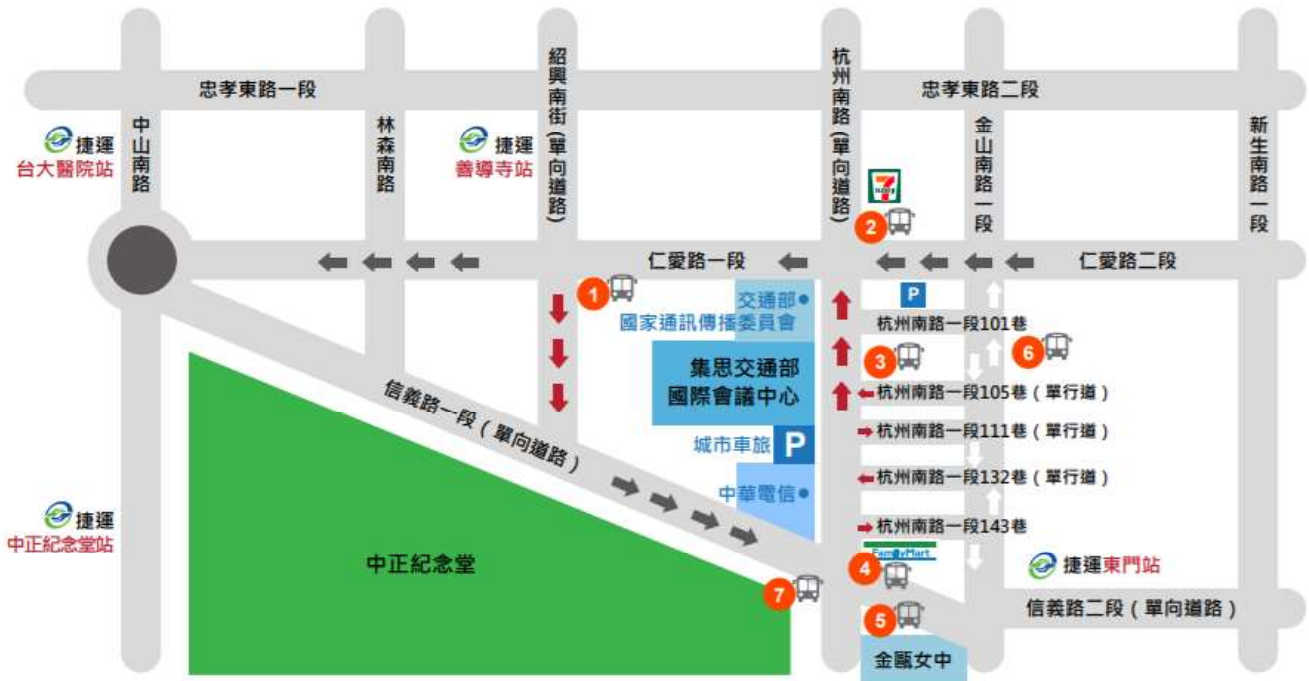 忠孝東路一段
忠孝東路二段
中山南路
林森南路
紹興南街(單向道路)
杭州南路(單向道路)
金山南路一段
新生南路一段
捷運
台大醫院站
捷運
善導寺站
7
2
仁愛路一段
仁愛路二段
1
交通部
國家通訊傳播委員會
P
杭州南路一段101巷
3
6
集思交通部
國際會議中心
杭州南路一段105巷(單行道)
信義路一段(單向道路)
杭州南路一段111巷(單行道)
城市車旅
P
杭州南路一段132巷(單行道)
中華電信
杭州南路一段143巷
捷運
中正紀念堂站
中正紀念堂
FamilyMart
捷運東門站
4
7
信義路二段(單向道路)
5
金甌女中